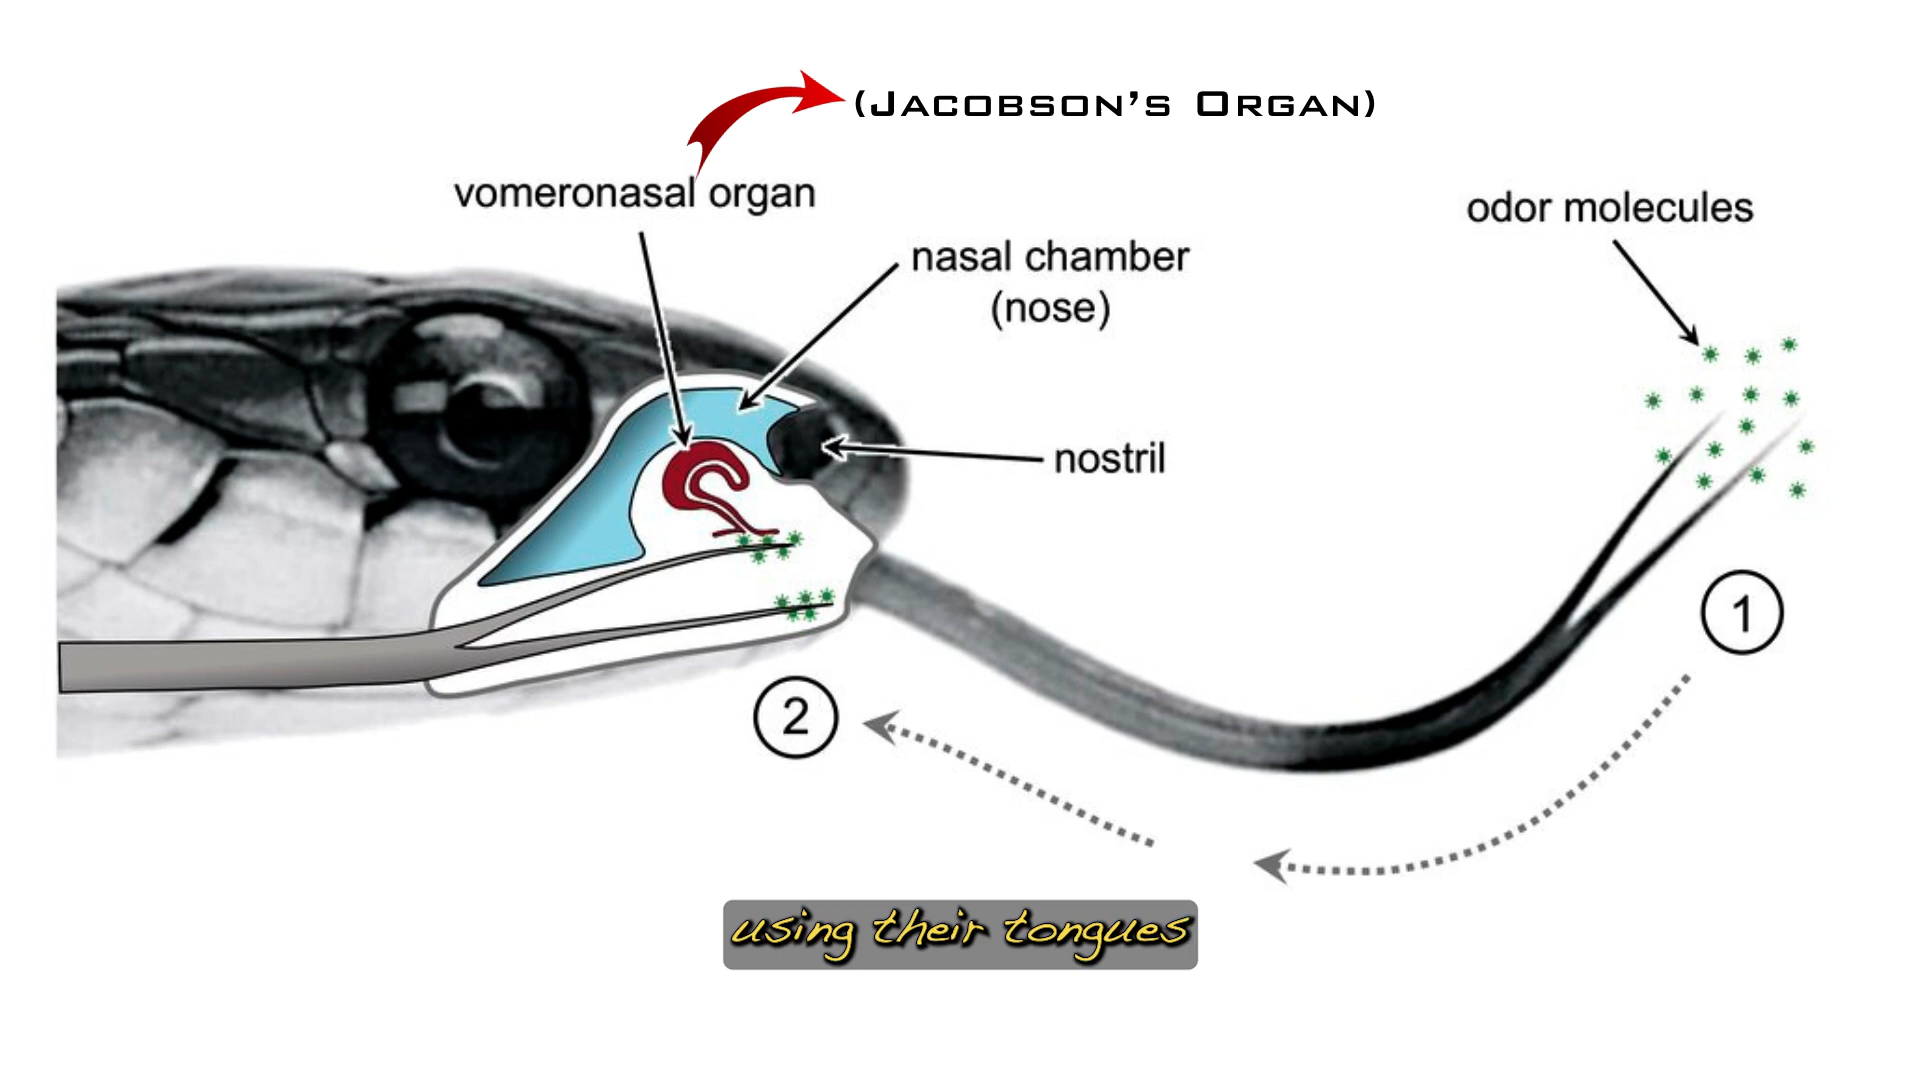 (Jacobson's Organ)
vomeronasal organ
odor molecules
nasal chamber
(nose)
nostril
1
2
using their tongues